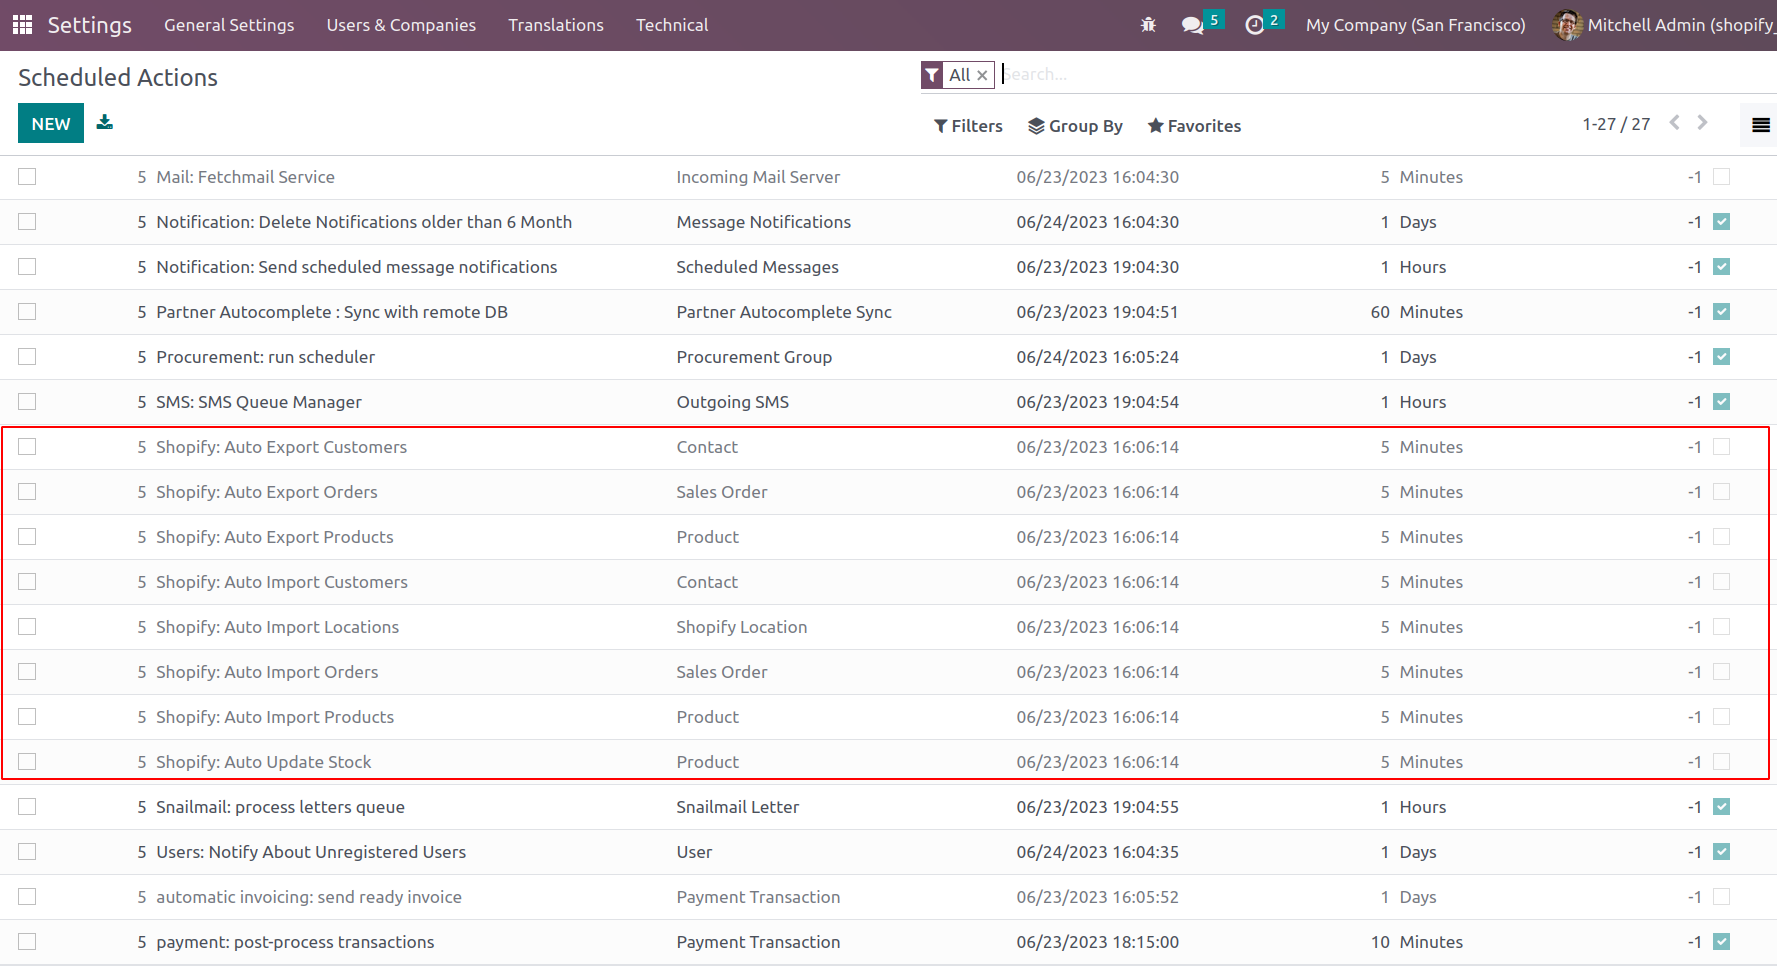 Settings General Settings Users & Companies Translations Technical 5 2 My Company (San Francisco) Mitchell Admin (shopify_
Scheduled Actions All × Search...
NEW Filters Group By Favorites 1-27 / 27
5 Mail: Fetchmail Service Incoming Mail Server 06/23/2023 16:04:30 5 Minutes -1
5 Notification: Delete Notifications older than 6 Month Message Notifications 06/24/2023 16:04:30 1 Days -1
5 Notification: Send scheduled message notifications Scheduled Messages 06/23/2023 19:04:30 1 Hours -1
5 Partner Autocomplete : Sync with remote DB Partner Autocomplete Sync 06/23/2023 19:04:51 60 Minutes -1
5 Procurement: run scheduler Procurement Group 06/24/2023 16:05:24 1 Days -1
5 SMS: SMS Queue Manager Outgoing SMS 06/23/2023 19:04:54 1 Hours -1
5 Shopify: Auto Export Customers Contact 06/23/2023 16:06:14 5 Minutes -1
5 Shopify: Auto Export Orders Sales Order 06/23/2023 16:06:14 5 Minutes -1
5 Shopify: Auto Export Products Product 06/23/2023 16:06:14 5 Minutes -1
5 Shopify: Auto Import Customers Contact 06/23/2023 16:06:14 5 Minutes -1
5 Shopify: Auto Import Locations Shopify Location 06/23/2023 16:06:14 5 Minutes -1
5 Shopify: Auto Import Orders Sales Order 06/23/2023 16:06:14 5 Minutes -1
5 Shopify: Auto Import Products Product 06/23/2023 16:06:14 5 Minutes -1
5 Shopify: Auto Update Stock Product 06/23/2023 16:06:14 5 Minutes -1
5 Snailmail: process letters queue Snailmail Letter 06/23/2023 19:04:55 1 Hours -1
5 Users: Notify About Unregistered Users User 06/24/2023 16:04:35 1 Days -1
5 automatic invoicing: send ready invoice Payment Transaction 06/23/2023 16:05:52 1 Days -1
5 payment: post-process transactions Payment Transaction 06/23/2023 18:15:00 10 Minutes -1